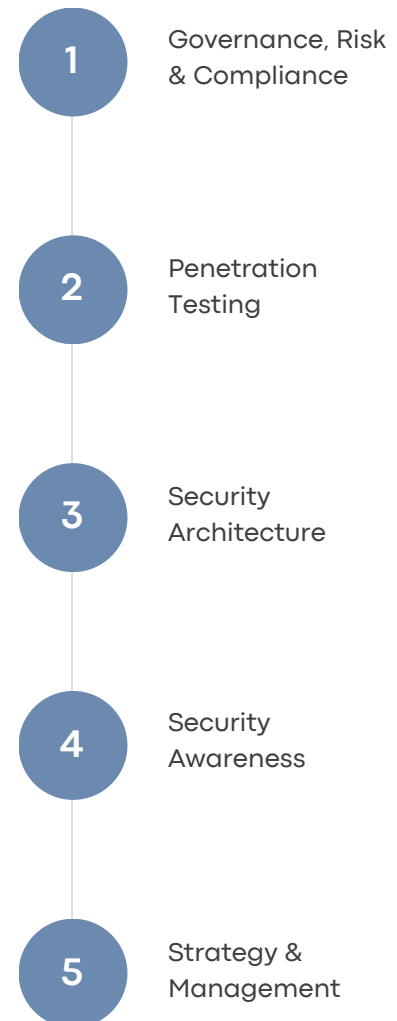 1
Governance, Risk
& Compliance
2
Penetration
Testing
3
Security
Architecture
4
Security
Awareness
5
Strategy &
Management